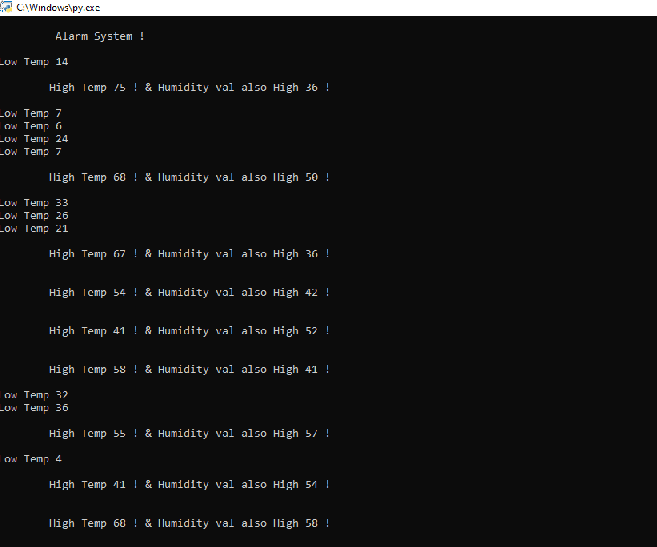 C:\Windows\py.exe
Alarm System !
Low Temp 14
High Temp 75 ! & Humidity val also High 36 !
Low Temp 7
Low Temp 6
Low Temp 24
Low Temp 7
High Temp 68 ! & Humidity val also High 50 !
Low Temp 33
Low Temp 26
Low Temp 21
High Temp 67 ! & Humidity val also High 36 !
High Temp 54 ! & Humidity val also High 42 !
High Temp 41 ! & Humidity val also High 52 !
High Temp 58 ! & Humidity val also High 41 !
Low Temp 32
Low Temp 36
High Temp 55 ! & Humidity val also High 57 !
Low Temp 4
High Temp 41 ! & Humidity val also High 54 !
High Temp 68 ! & Humidity val also High 58 !